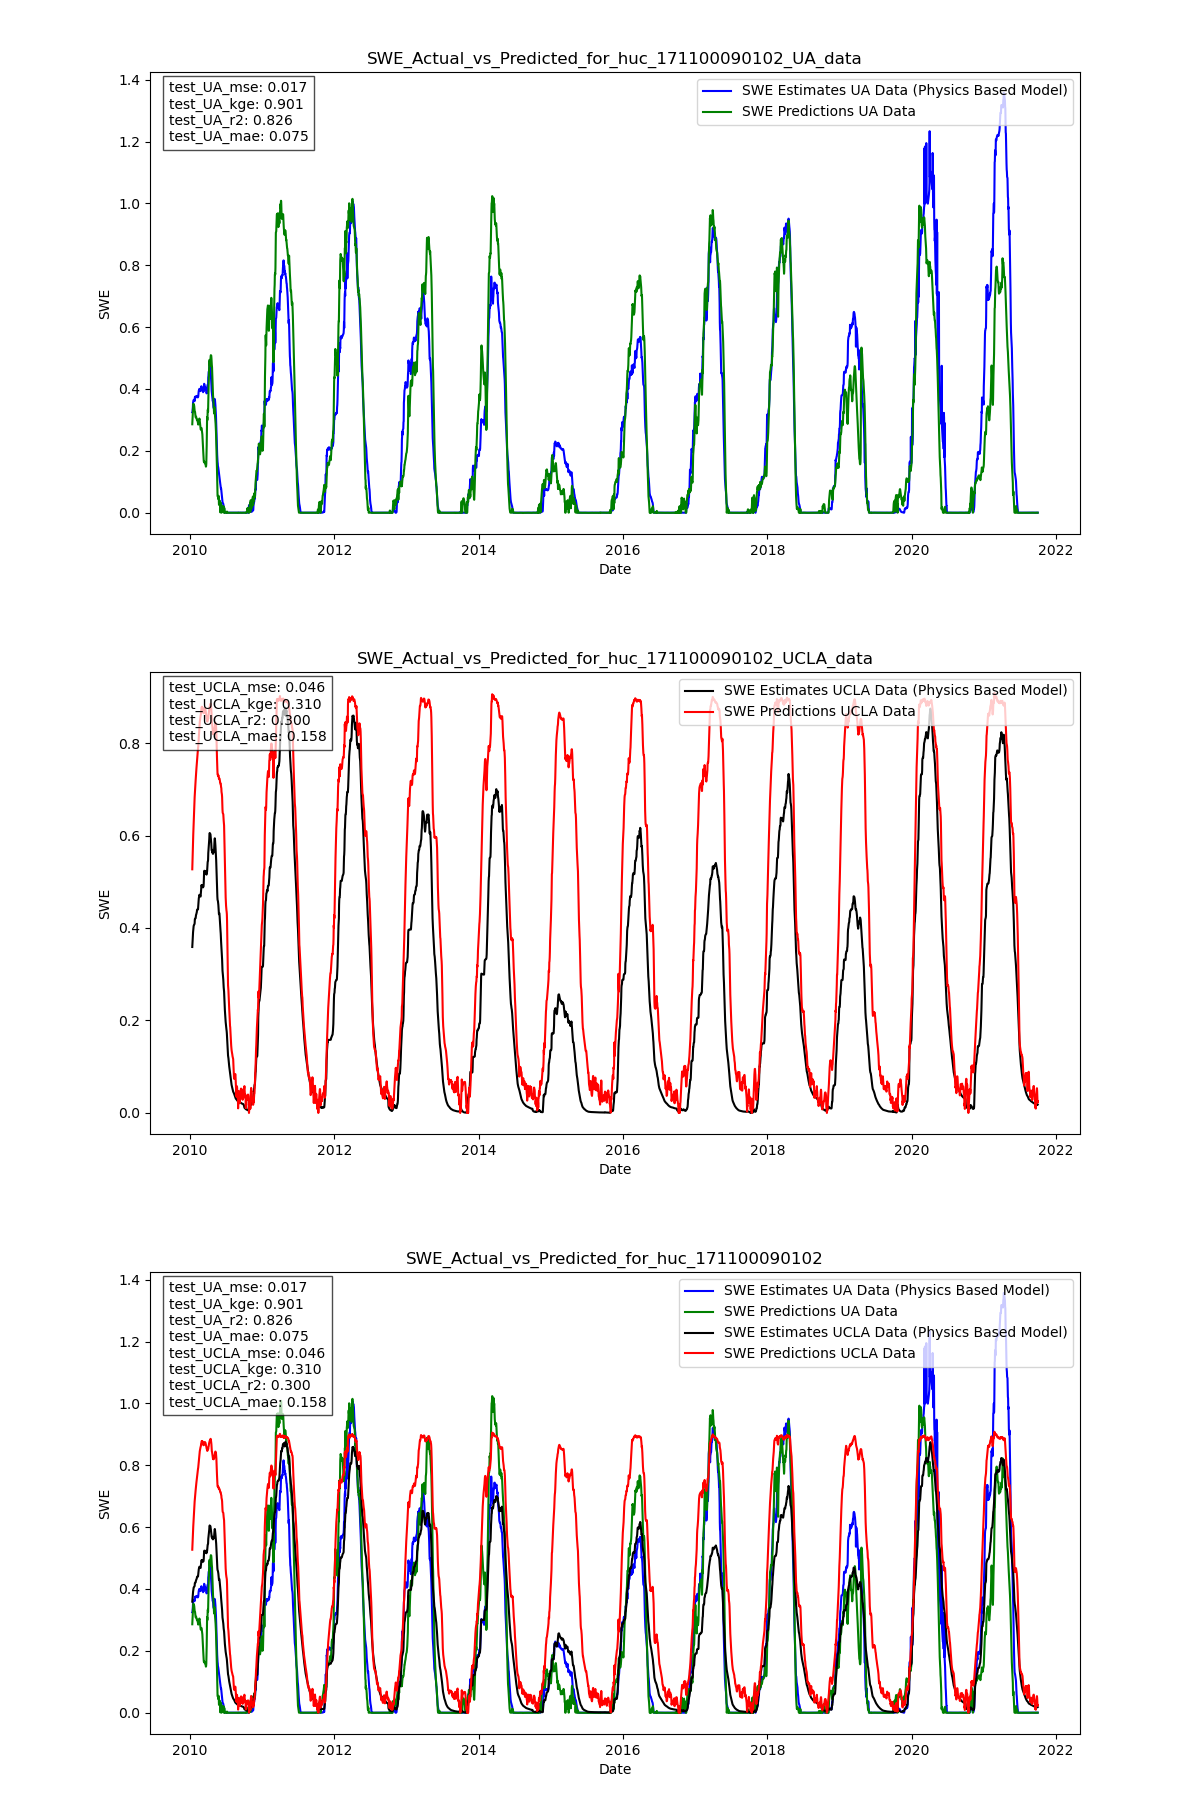 SWE_Actual_vs_Predicted_for_huc_171100090102_UA_data
test_UA_mse: 0.017
test_UA_kge: 0.901
test_UA_r2: 0.826
test_UA_mae: 0.075
SWE Estimates UA Data (Physics Based Model)
SWE Predictions UA Data
1.4
1.2
1.0
0.8
0.6
0.4
0.2
0.0
SWE
2010 2012 2014 2016 2018 2020 2022
Date
SWE_Actual_vs_Predicted_for_huc_171100090102_UCLA_data
test_UCLA_mse: 0.046
test_UCLA_kge: 0.310
test_UCLA_r2: 0.300
test_UCLA_mae: 0.158
SWE Estimates UCLA Data (Physics Based Model)
SWE Predictions UCLA Data
0.8
0.6
0.4
0.2
0.0
SWE
2010 2012 2014 2016 2018 2020 2022
Date
SWE_Actual_vs_Predicted_for_huc_171100090102
test_UA_mse: 0.017
test_UA_kge: 0.901
test_UA_r2: 0.826
test_UA_mae: 0.075
test_UCLA_mse: 0.046
test_UCLA_kge: 0.310
test_UCLA_r2: 0.300
test_UCLA_mae: 0.158
SWE Estimates UA Data (Physics Based Model)
SWE Predictions UA Data
SWE Estimates UCLA Data (Physics Based Model)
SWE Predictions UCLA Data
1.4
1.2
1.0
0.8
0.6
0.4
0.2
0.0
SWE
2010 2012 2014 2016 2018 2020 2022
Date